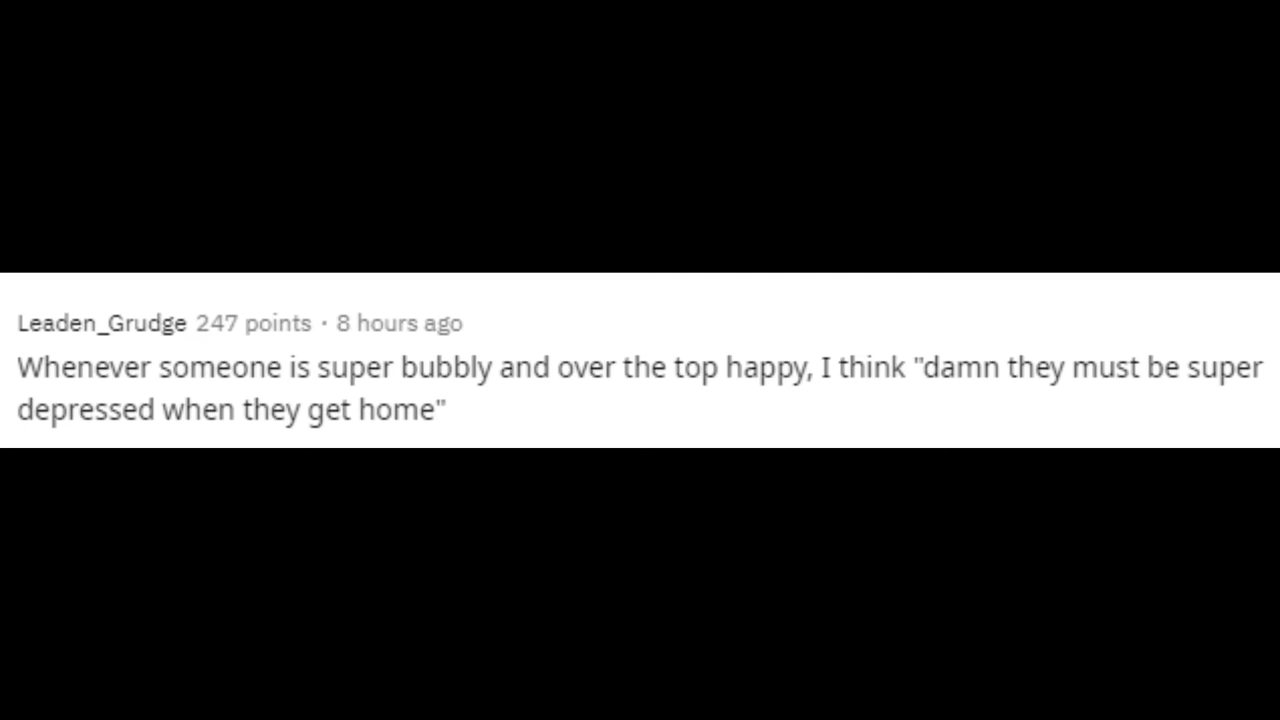 Leaden_Grudge 247 points · 8 hours ago
Whenever someone is super bubbly and over the top happy, I think "damn they must be super
depressed when they get home"